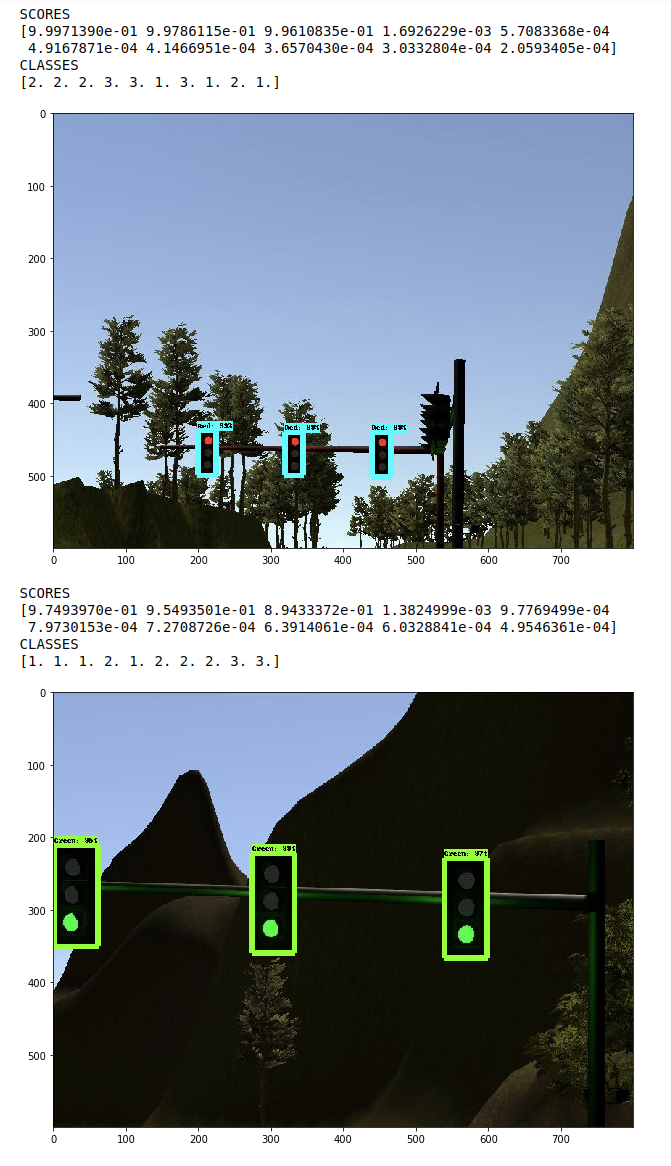 SCORES
[9.9971390e-01 9.9786115e-01 9.9610835e-01 1.6926229e-03 5.7083368e-04
4.9167871e-04 4.1466951e-04 3.6570430e-04 3.0332804e-04 2.0593405e-04]
CLASSES
[2. 2. 2. 3. 3. 1. 3. 1. 2. 1.]
0
100
200
300
400
500
0 100 200 300 400 500 600 700
SCORES
[9.7493970e-01 9.5493501e-01 8.9433372e-01 1.3824999e-03 9.7769499e-04
7.9730153e-04 7.2708726e-04 6.3914061e-04 6.0328841e-04 4.9546361e-04]
CLASSES
[1. 1. 1. 2. 1. 2. 2. 2. 3. 3.]
0
100
200
Green:
Green:
Green: 97%
300
400
500
0 100 200 300 400 500 600 700